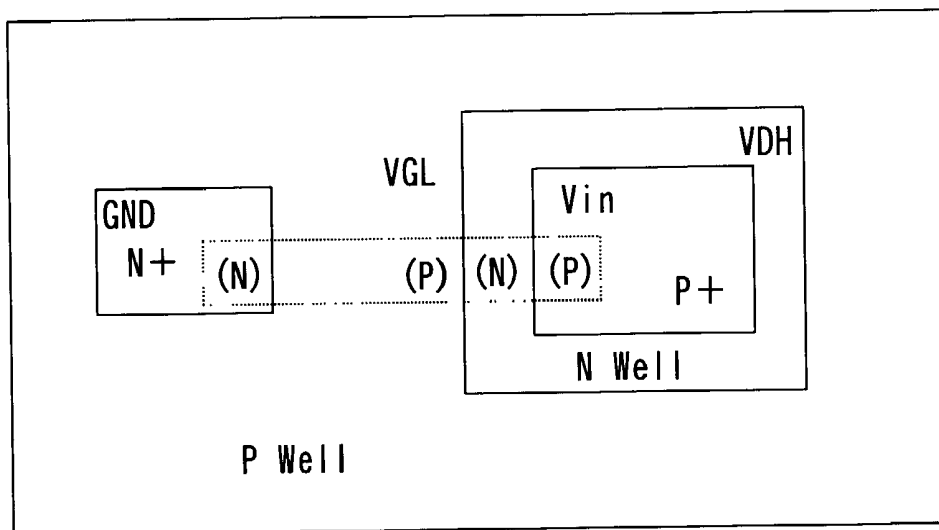 VDH
VGL
Vin
GND
N+
(N)
(P)
(N)
(P)
P+
N Well
P Well